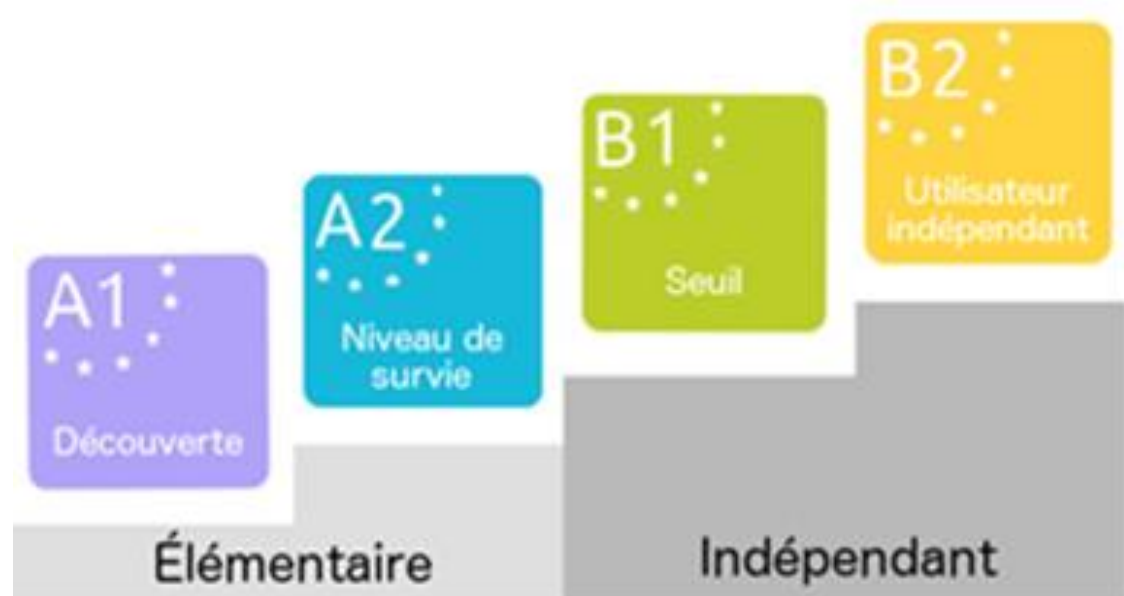 A1
Découverte
A2
Niveau de
survie
B1
Seuil
B2
Utilisateur
indépendant
Élémentaire
Indépendant